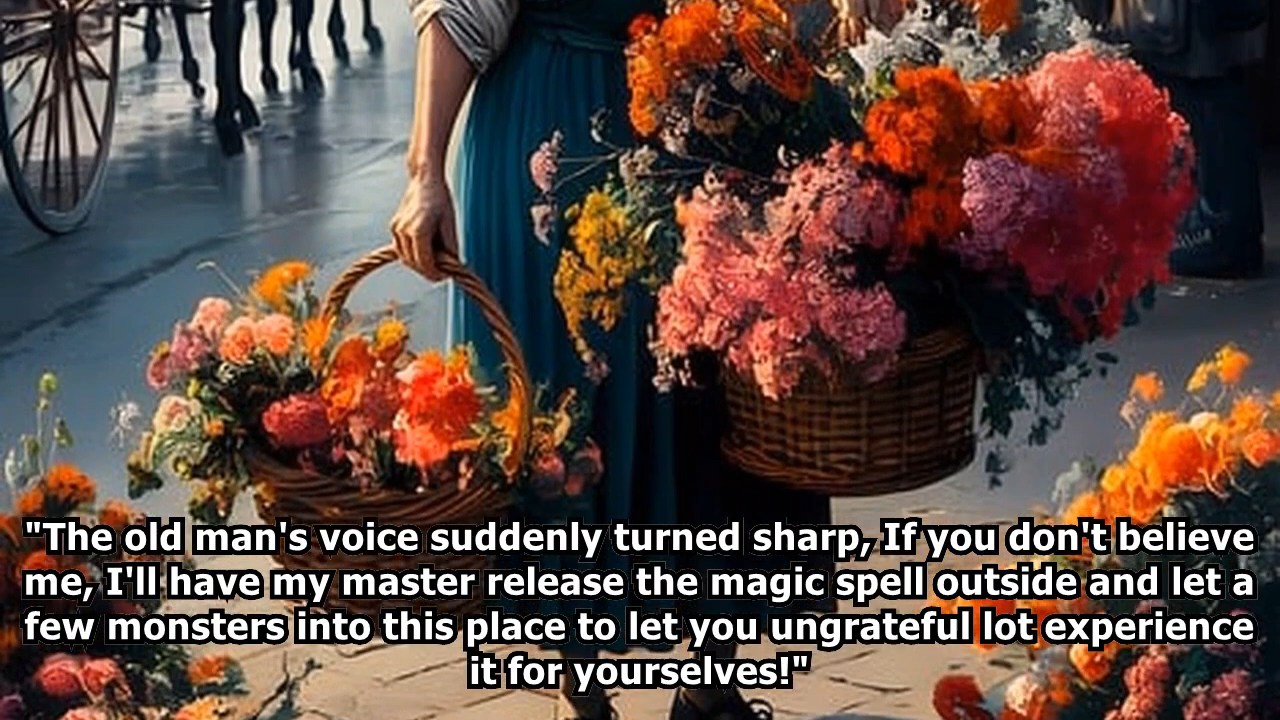 "The old man's voice suddenly turned sharp, If you don't believe
me, I'll have my master release the magic spell outside and let a
few monsters into this place to let you ungrateful lot experience
it for yourselves!"